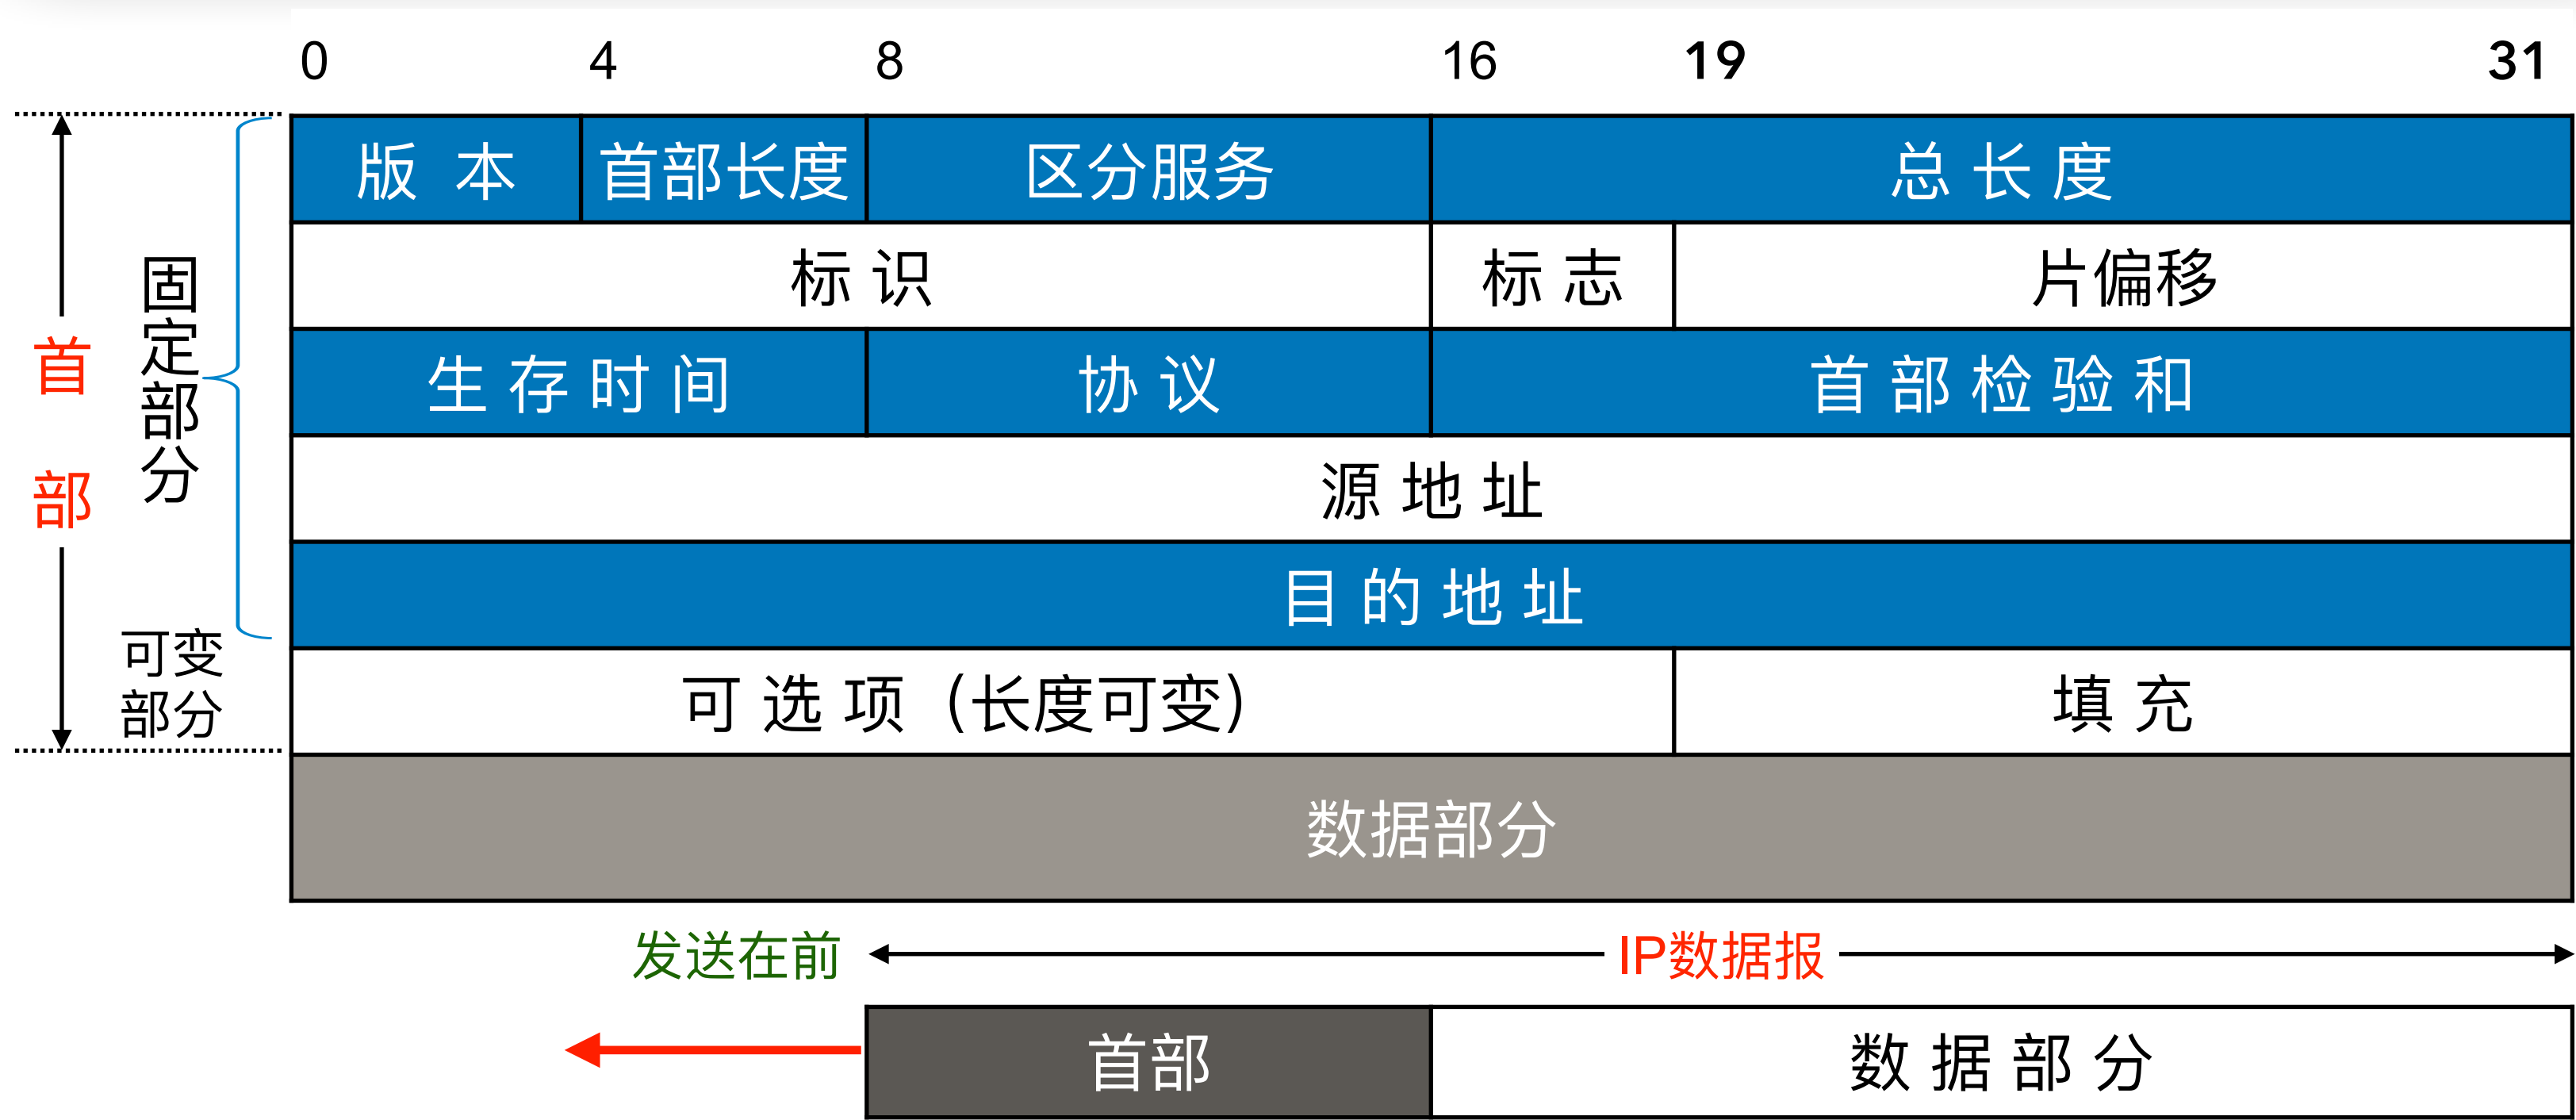 0 4 8 16 19 31
版 本 首部长度 区分服务 总 长 度
标 识 标 志 片偏移
生 存 时 间 协 议 首 部 检 验 和
源 地 址
目 的 地 址
可 选 项 (长度可变) 填 充
数据部分
首 部
固定部分
可变
部分
发送在前 IP数据报
首部 数 据 部 分